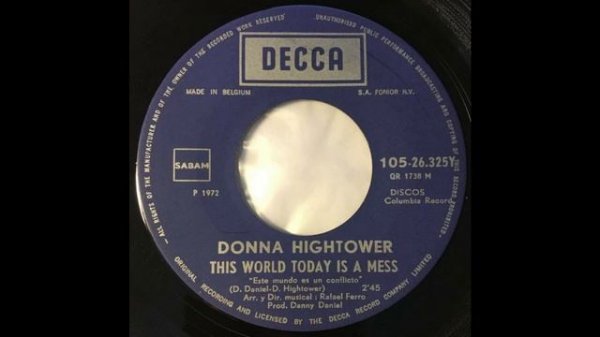 ALL RIGHTS OF THE MANUFACTURER AND OF THE OWNER OF THE RECORDED WORK RESERVED
UNAUTHORISED PUBLIC PERFORMANCE BROADCASTING AND COPYING OF THIS RECORD PROHIBITED
DECCA
MADE IN BELGIUM
S.A. FONIOR N.V.
SABAM
105-26.325Y
QR 1738 M
P 1972
DISCOS
Columbia Record
DONNA HIGHTOWER
THIS WORLD TODAY IS A MESS
"Este mundo es un conflicto"
(D. Daniel-D. Hightower) 2'45
Arr. y Dir. musical : Rafael Ferro
Prod. Danny Daniel
ORIGINAL RECORDING AND LICENSED BY THE DECCA RECORD COMPANY LIMITED